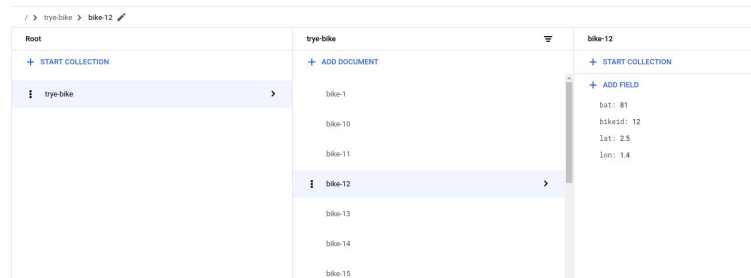 / > trye-bike > bike-12
Root
+ START COLLECTION
trye-bike
trye-bike
+ ADD DOCUMENT
bike-1
bike-10
bike-11
bike-12
bike-13
bike-14
bike-15
bike-12
+ START COLLECTION
+ ADD FIELD
bat: 81
bikeid: 12
lat: 2.5
lon: 1.4